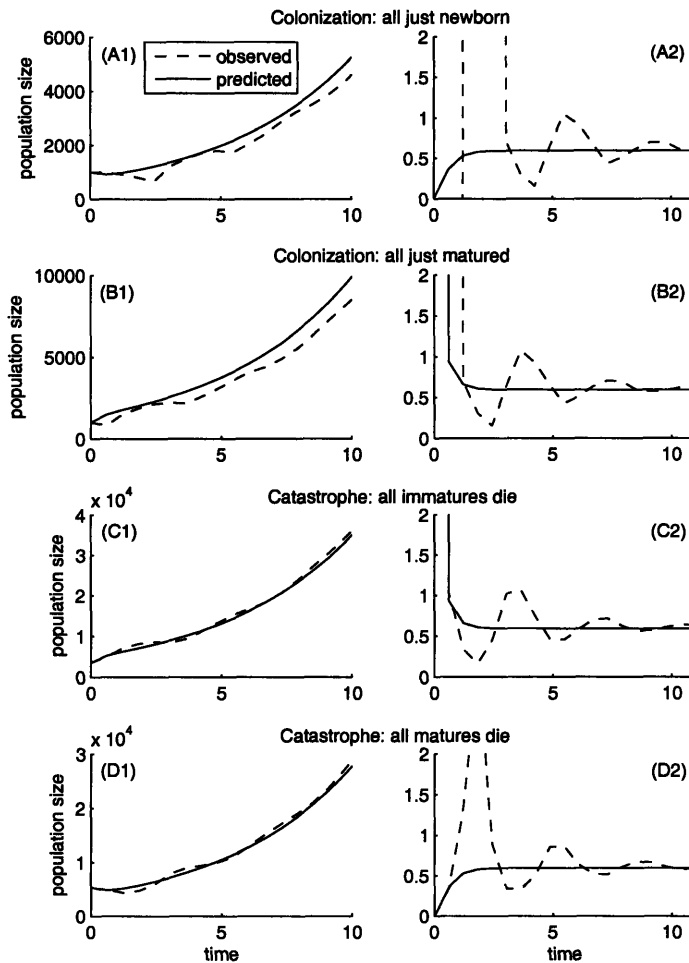 Colonization: all just newborn
(A1)
observed
predicted
population size
6000
4000
2000
0
0 5 10
(A2)
2
1.5
1
0.5
0
0 5 10
Colonization: all just matured
(B1)
population size
10000
5000
0
0 5 10
(B2)
2
1.5
1
0.5
0
0 5 10
Catastrophe: all immatures die
x 10^4
(C1)
population size
4
3
2
1
0
0 5 10
(C2)
2
1.5
1
0.5
0
0 5 10
Catastrophe: all matures die
x 10^4
(D1)
population size
3
2
1
0
0 5 10
time
(D2)
2
1.5
1
0.5
0
0 5 10
time